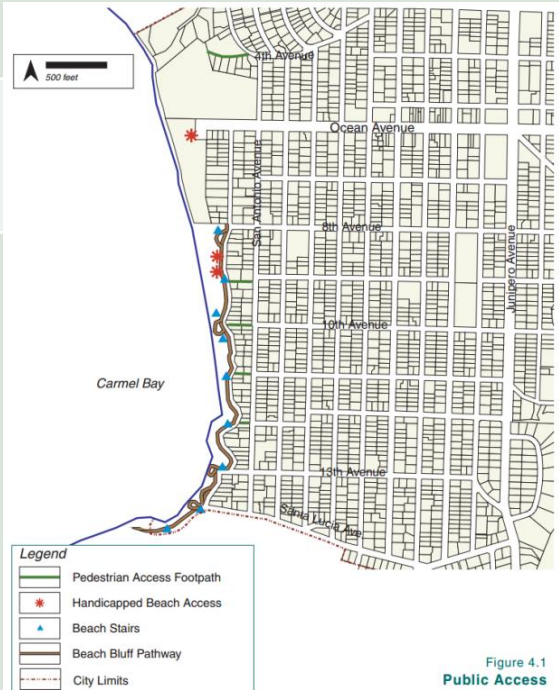 500 feet
4th Avenue
Ocean Avenue
San Antonio Avenue
8th Avenue
Junipero Avenue
10th Avenue
Carmel Bay
13th Avenue
Santa Lucia Ave
Legend
Pedestrian Access Footpath
Handicapped Beach Access
Beach Stairs
Beach Bluff Pathway
City Limits
Figure 4.1
Public Access